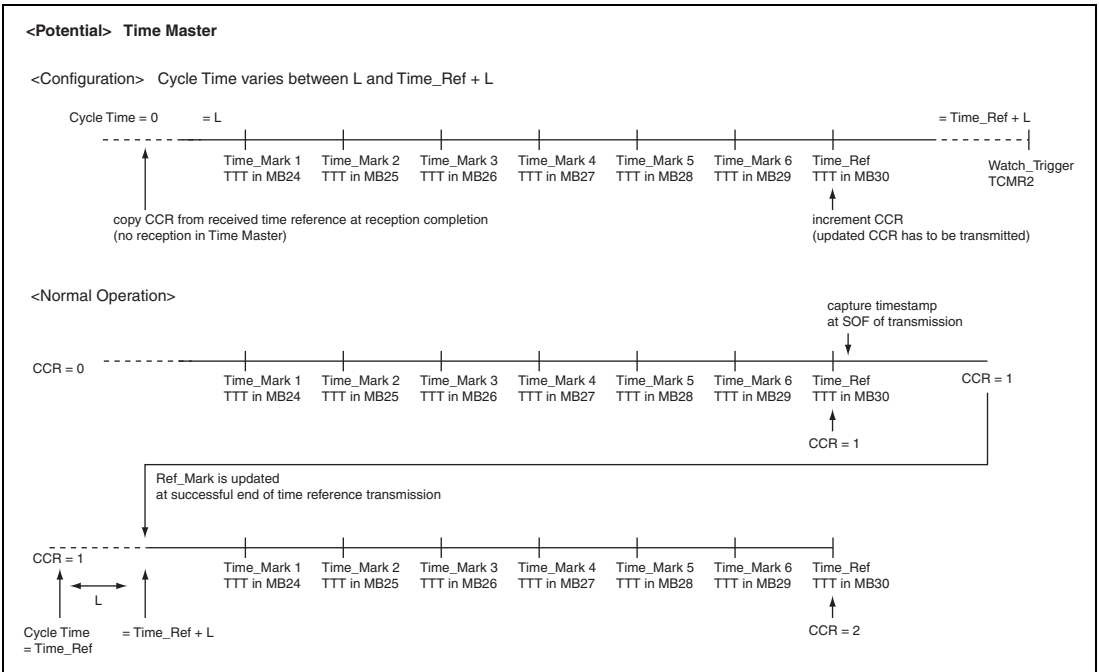 <Potential> Time Master
<Configuration> Cycle Time varies between L and Time_Ref + L
Cycle Time = 0
= L
= Time_Ref + L
Time_Mark 1
TTT in MB24
Time_Mark 2
TTT in MB25
Time_Mark 3
TTT in MB26
Time_Mark 4
TTT in MB27
Time_Mark 5
TTT in MB28
Time_Mark 6
TTT in MB29
Time_Ref
TTT in MB30
Watch_Trigger
TCMR2
copy CCR from received time reference at reception completion
(no reception in Time Master)
increment CCR
(updated CCR has to be transmitted)
<Normal Operation>
capture timestamp
at SOF of transmission
CCR = 0
Time_Mark 1
TTT in MB24
Time_Mark 2
TTT in MB25
Time_Mark 3
TTT in MB26
Time_Mark 4
TTT in MB27
Time_Mark 5
TTT in MB28
Time_Mark 6
TTT in MB29
Time_Ref
TTT in MB30
CCR = 1
CCR = 1
Ref_Mark is updated
at successful end of time reference transmission
CCR = 1
Time_Mark 1
TTT in MB24
Time_Mark 2
TTT in MB25
Time_Mark 3
TTT in MB26
Time_Mark 4
TTT in MB27
Time_Mark 5
TTT in MB28
Time_Mark 6
TTT in MB29
Time_Ref
TTT in MB30
L
Cycle Time
= Time_Ref
= Time_Ref + L
CCR = 2